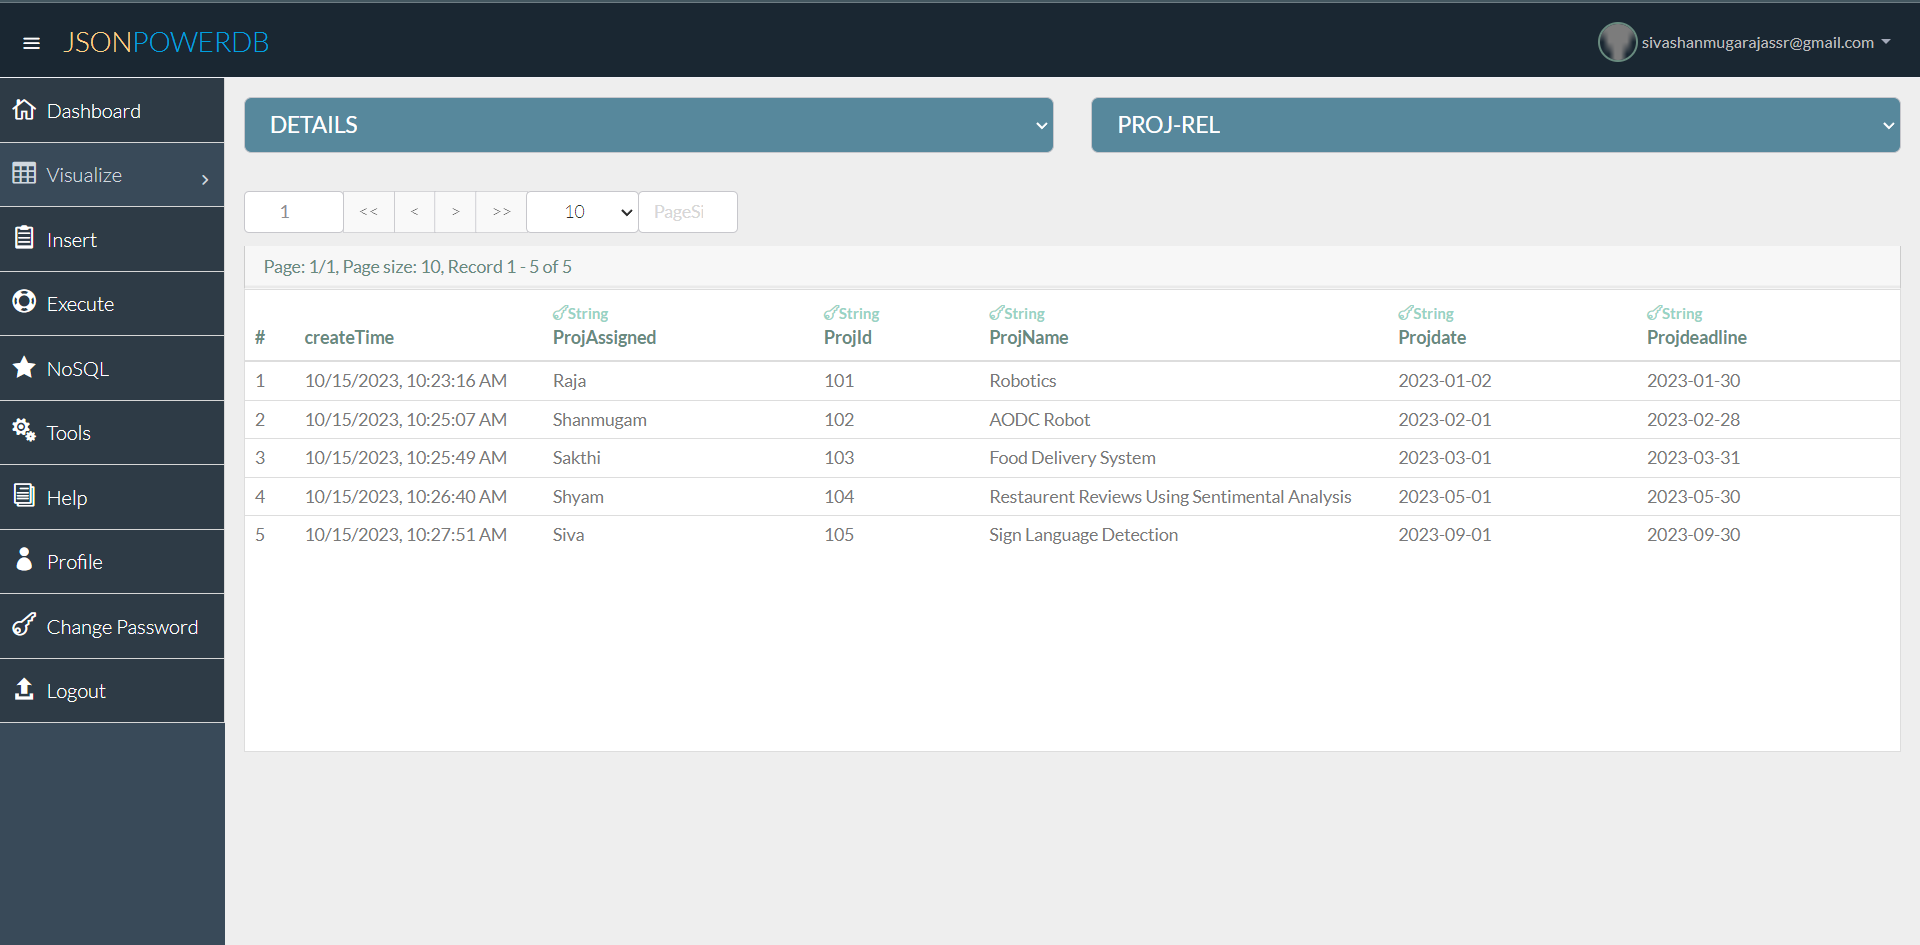 JSONPOWERDB
sivashanmugarajassr@gmail.com
Dashboard
Visualize
Insert
Execute
NoSQL
Tools
Help
Profile
Change Password
Logout
DETAILS
PROJ-REL
1 << < > >> 10 PageSi
Page: 1/1, Page size: 10, Record 1 - 5 of 5
String String String String String
# createTime ProjAssigned ProjId ProjName Projdate Projdeadline
1 10/15/2023, 10:23:16 AM Raja 101 Robotics 2023-01-02 2023-01-30
2 10/15/2023, 10:25:07 AM Shanmugam 102 AODC Robot 2023-02-01 2023-02-28
3 10/15/2023, 10:25:49 AM Sakthi 103 Food Delivery System 2023-03-01 2023-03-31
4 10/15/2023, 10:26:40 AM Shyam 104 Restaurent Reviews Using Sentimental Analysis 2023-05-01 2023-05-30
5 10/15/2023, 10:27:51 AM Siva 105 Sign Language Detection 2023-09-01 2023-09-30